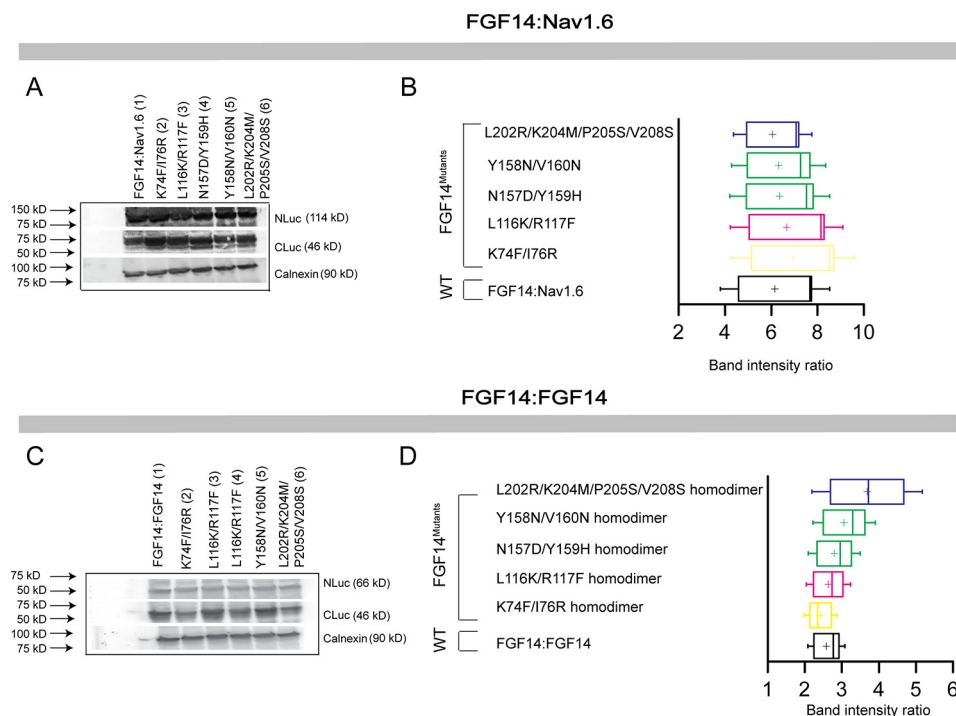 FGF14:Nav1.6
A
FGF14:Nav1.6 (1)
K74F/I76R (2)
L116K/R117F (3)
N157D/Y159H (4)
Y158N/V160N (5)
L202R/K204M/
P205S/V208S (6)
150 kD
75 kD
75 kD
50 kD
100 kD
75 kD
NLuc (114 kD)
CLuc (46 kD)
Calnexin (90 kD)
B
FGF14Mutants
WT
L202R/K204M/P205S/V208S
Y158N/V160N
N157D/Y159H
L116K/R117F
K74F/I76R
FGF14:Nav1.6
2 4 6 8 10
Band intensity ratio
FGF14:FGF14
C
FGF14:FGF14 (1)
K74F/I76R (2)
L116K/R117F (3)
L116K/R117F (4)
Y158N/V160N (5)
L202R/K204M/
P205S/V208S (6)
75 kD
50 kD
75 kD
50 kD
100 kD
75 kD
NLuc (66 kD)
CLuc (46 kD)
Calnexin (90 kD)
D
FGF14Mutants
WT
L202R/K204M/P205S/V208S homodimer
Y158N/V160N homodimer
N157D/Y159H homodimer
L116K/R117F homodimer
K74F/I76R homodimer
FGF14:FGF14
1 2 3 4 5 6
Band intensity ratio